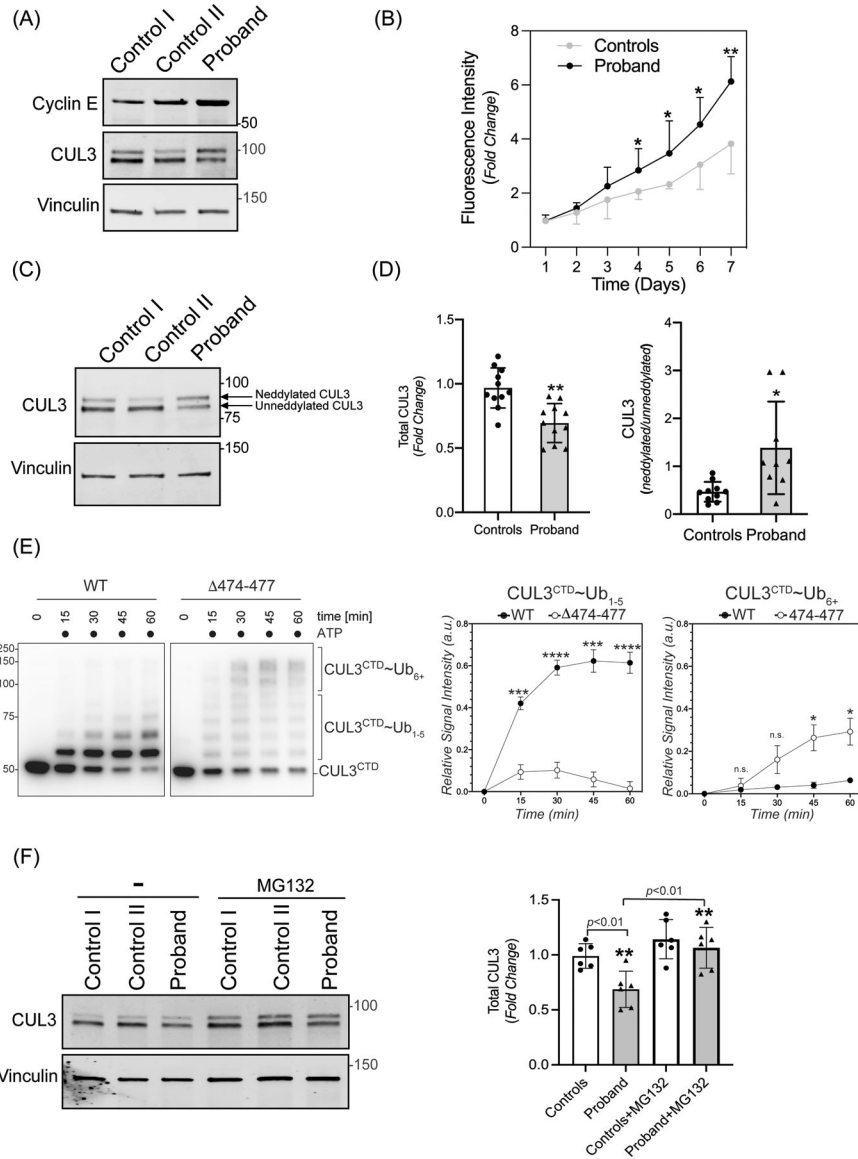 (A)
Control I
Control II
Proband
Cyclin E
50
CUL3
100
Vinculin
150
(B)
Controls
Proband
Fluorescence Intensity
(Fold Change)
8
6
4
2
0
* * * **
1 2 3 4 5 6 7
Time (Days)
(C)
Control I
Control II
Proband
100
CUL3
Neddylated CUL3
Unneddylated CUL3
75
150
Vinculin
(D)
Total CUL3
(Fold Change)
1.5
1.0
0.5
0.0
**
Controls Proband
CUL3
(neddylated/unneddylated)
4
3
2
1
0
*
Controls Proband
(E)
WT
Δ474-477
0 15 30 45 60 0 15 30 45 60 time [min]
ATP
250
150
100
75
50
CUL3CTD~Ub6+
CUL3CTD~Ub1-5
CUL3CTD
CUL3CTD~Ub1-5
WT Δ474-477
Relative Signal Intensity (a.u.)
0.8
0.6
0.4
0.2
0.0
*** **** *** ****
0 15 30 45 60
Time (min)
CUL3CTD~Ub6+
WT 474-477
Relative Signal Intensity (a.u.)
0.8
0.6
0.4
0.2
0.0
n.s. n.s. * *
0 15 30 45 60
Time (min)
(F)
- MG132
Control I
Control II
Proband
Control I
Control II
Proband
CUL3
100
Vinculin
150
Total CUL3
(Fold Change)
1.5
1.0
0.5
0.0
p<0.01
p<0.01
** **
Controls
Proband
Controls+MG132
Proband+MG132